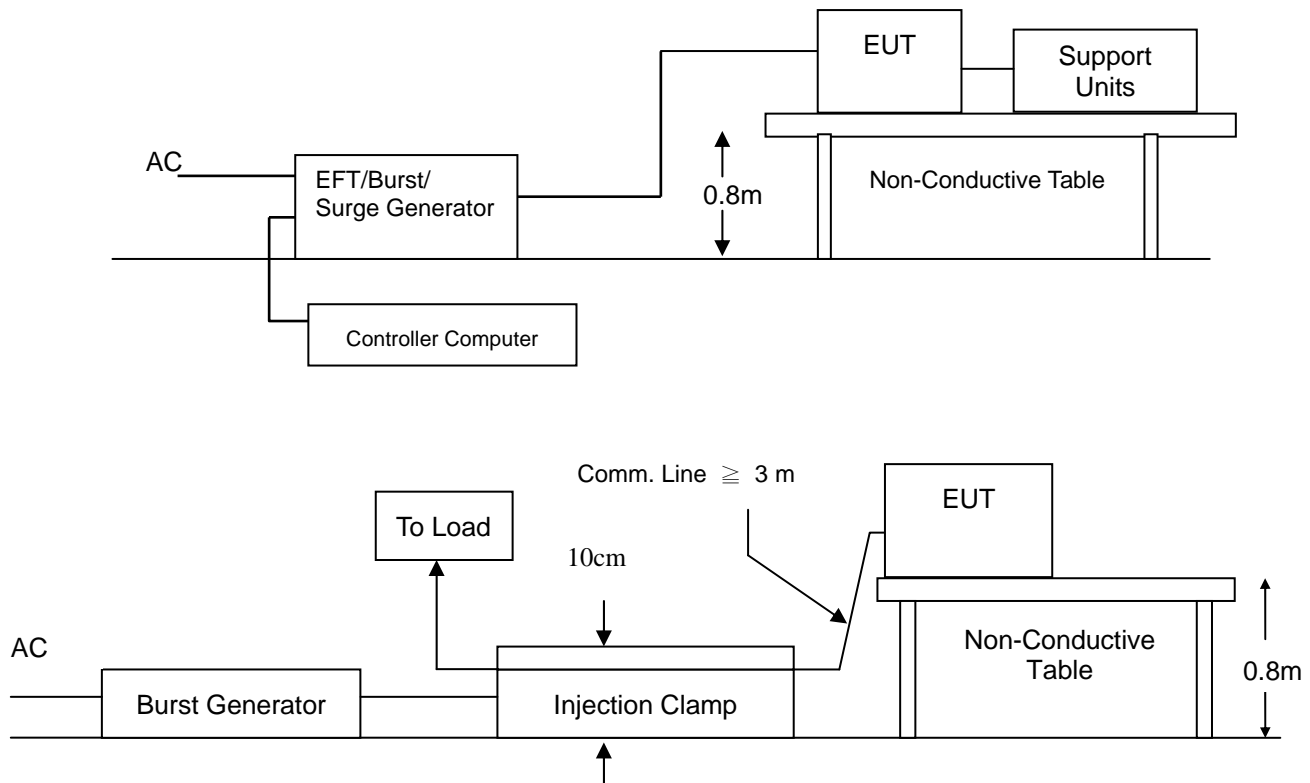 EUT
Support
Units
AC
EFT/Burst/
Surge Generator
0.8m
Non-Conductive Table
Controller Computer
Comm. Line ≧ 3 m
EUT
To Load
10cm
AC
Non-Conductive
Table
0.8m
Burst Generator
Injection Clamp